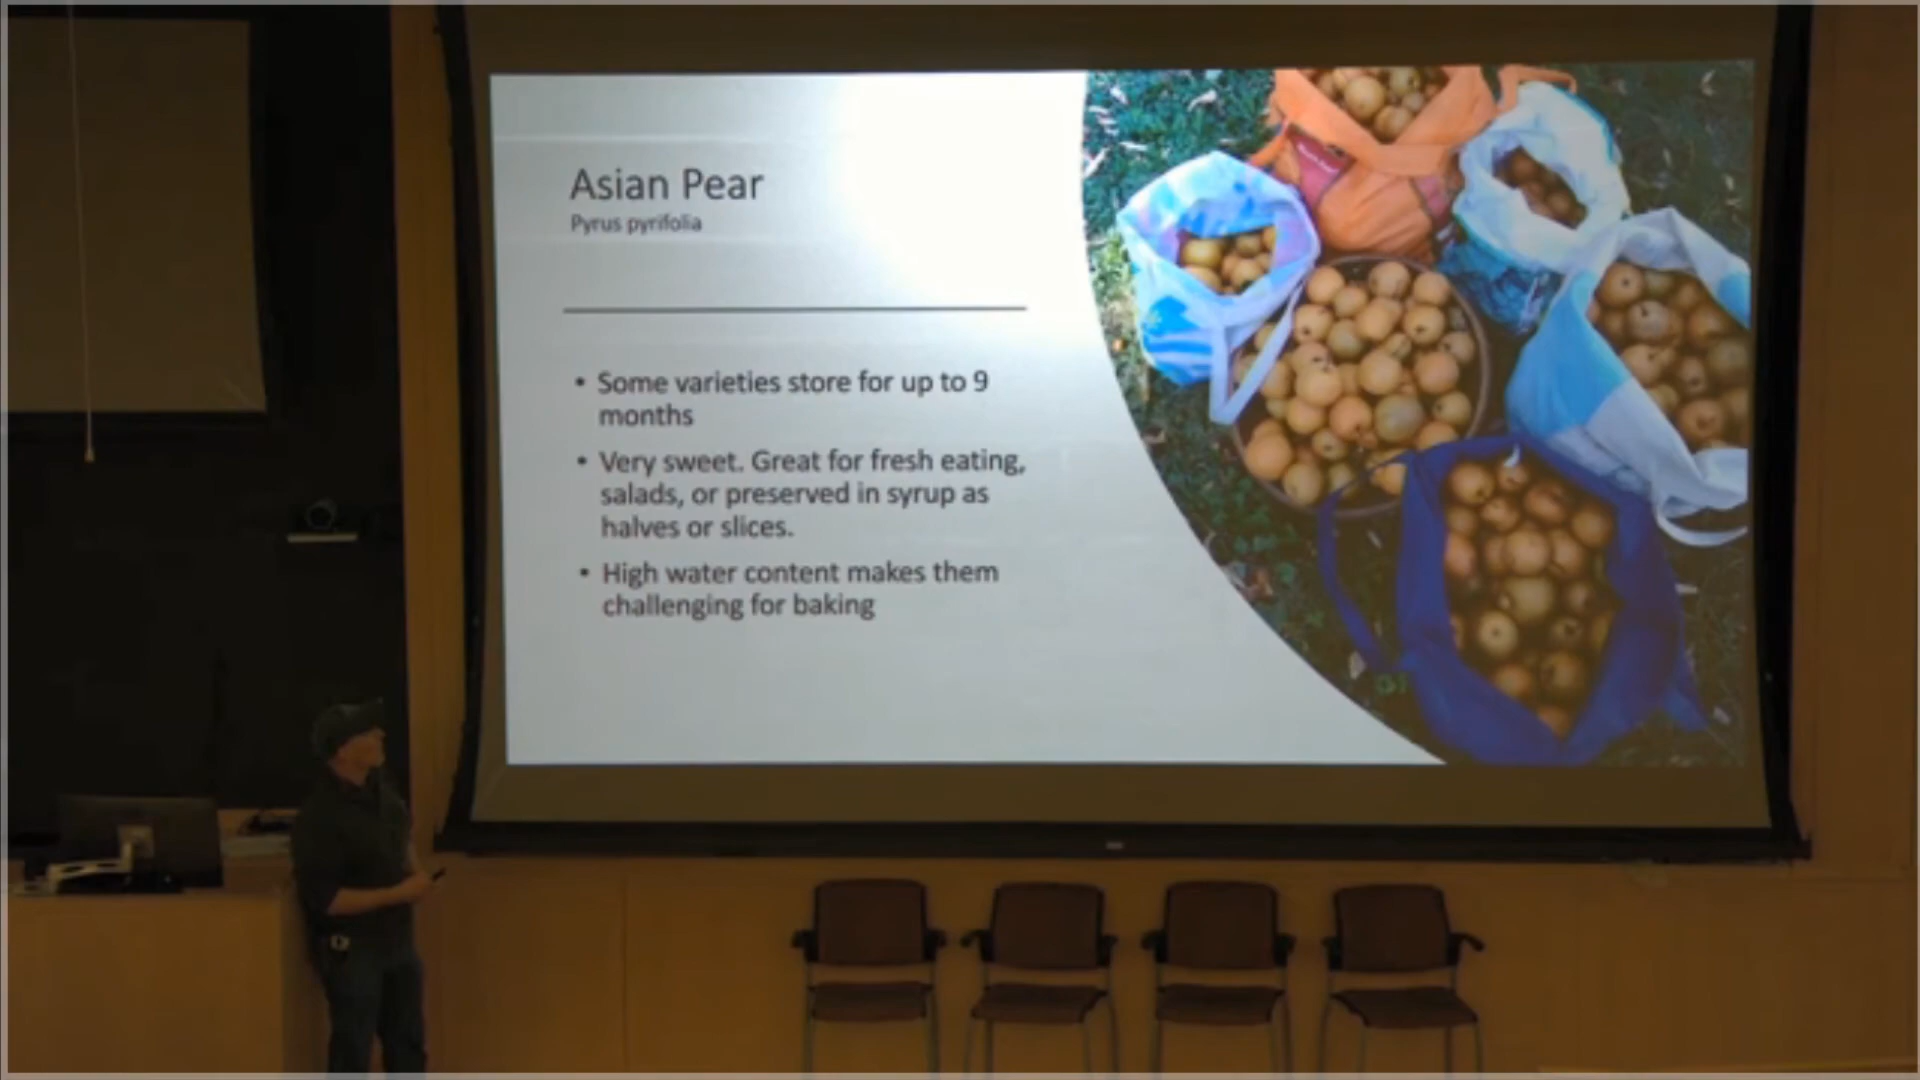 Asian Pear
Pyrus pyrifolia
• Some varieties store for up to 9
months
• Very sweet. Great for fresh eating,
salads, or preserved in syrup as
halves or slices.
• High water content makes them
challenging for baking